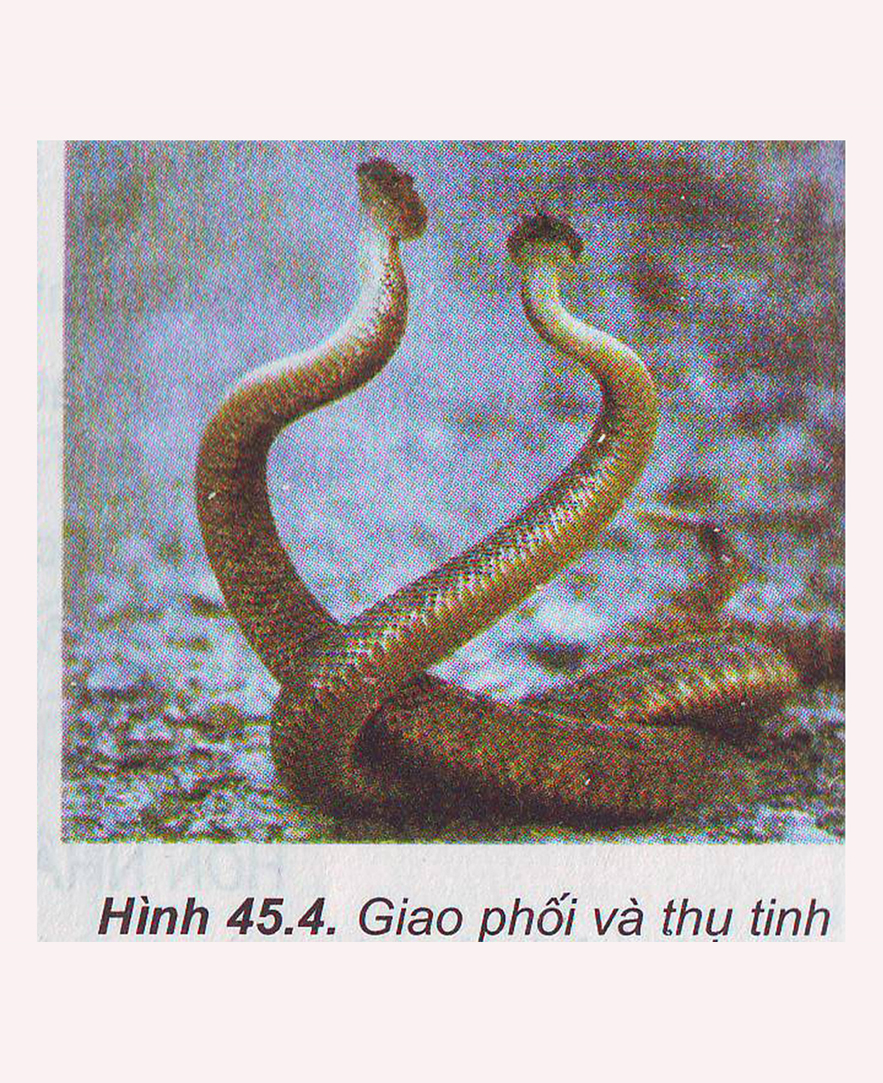 Hình 45.4. Giao phối và thụ tinh